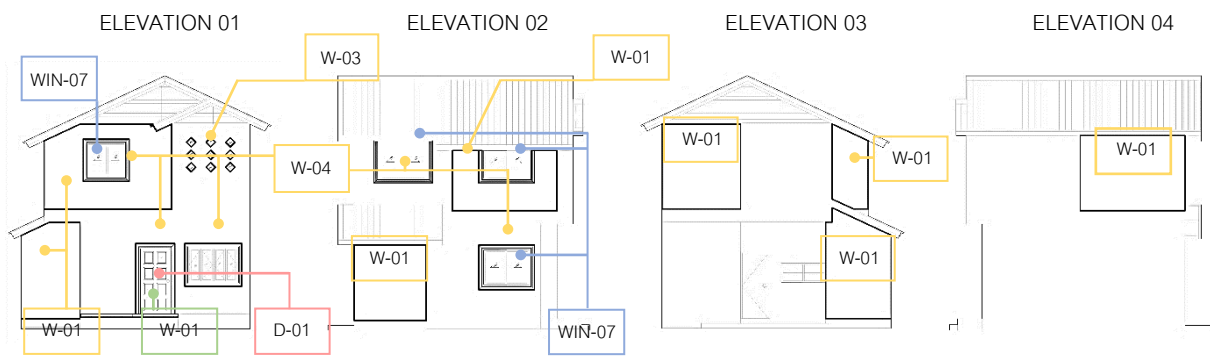 ELEVATION 01
ELEVATION 02
ELEVATION 03
ELEVATION 04
W-03
W-01
WIN-07
W-01
W-01
W-01
W-04
W-01
W-01
W-01
W-01
D-01
WIN-07